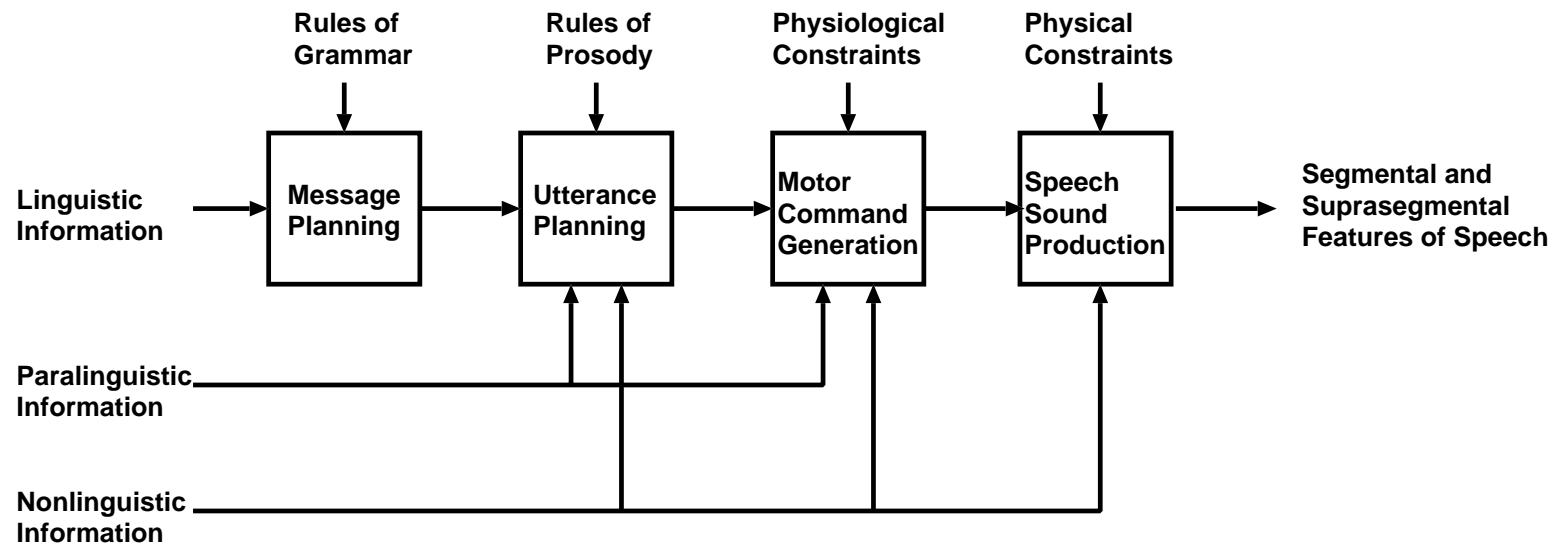 Rules of
Grammar
Rules of
Prosody
Physiological
Constraints
Physical
Constraints
Linguistic
Information
Message
Planning
Utterance
Planning
Motor
Command
Generation
Speech
Sound
Production
Segmental and
Suprasegmental
Features of Speech
Paralinguistic
Information
Nonlinguistic
Information